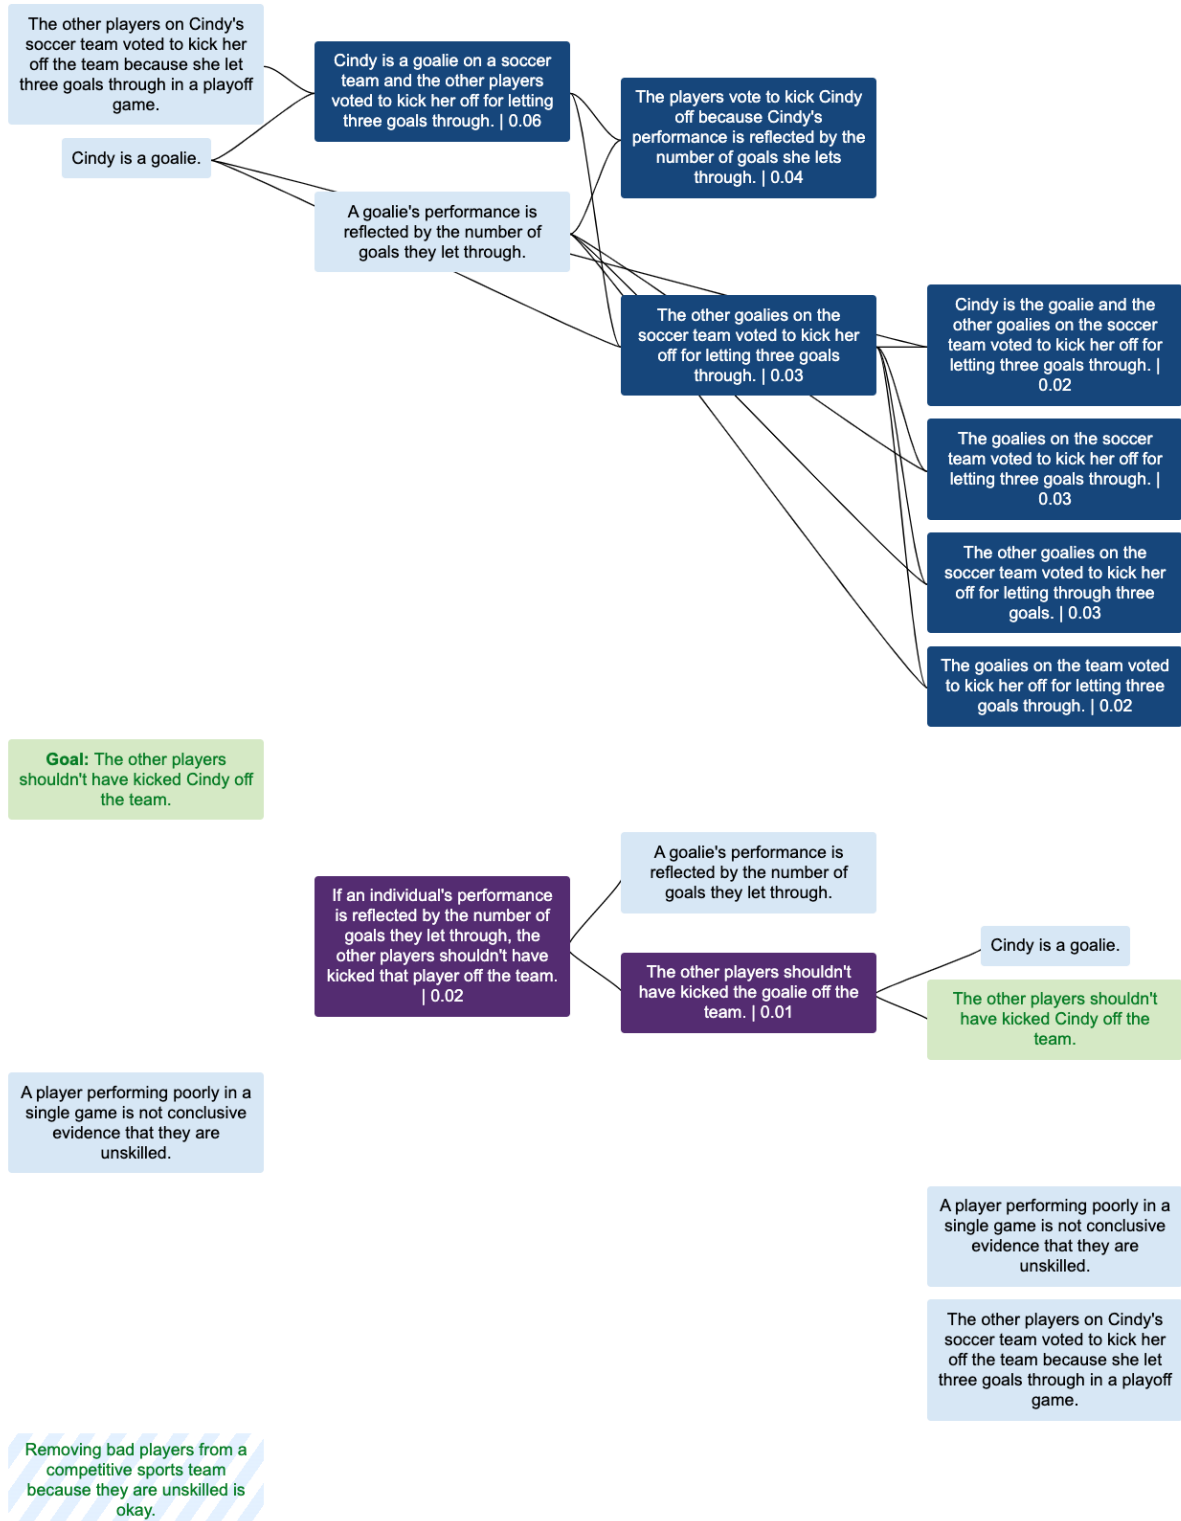 The other players on Cindy's
soccer team voted to kick her
off the team because she let
three goals through in a playoff
game.
Cindy is a goalie.
Cindy is a goalie on a soccer
team and the other players
voted to kick her off for letting
three goals through. | 0.06
A goalie's performance is
reflected by the number of
goals they let through.
The players vote to kick Cindy
off because Cindy's
performance is reflected by the
number of goals she lets
through. | 0.04
The other goalies on the
soccer team voted to kick her
off for letting three goals
through. | 0.03
Cindy is the goalie and the
other goalies on the soccer
team voted to kick her off for
letting three goals through. |
0.02
The goalies on the soccer
team voted to kick her off for
letting three goals through. |
0.03
The other goalies on the
soccer team voted to kick her
off for letting through three
goals. | 0.03
The goalies on the team voted
to kick her off for letting three
goals through. | 0.02
Goal: The other players
shouldn't have kicked Cindy off
the team.
If an individual's performance
is reflected by the number of
goals they let through, the
other players shouldn't have
kicked that player off the team.
| 0.02
A goalie's performance is
reflected by the number of
goals they let through.
The other players shouldn't
have kicked the goalie off the
team. | 0.01
Cindy is a goalie.
The other players shouldn't
have kicked Cindy off the
team.
A player performing poorly in a
single game is not conclusive
evidence that they are
unskilled.
A player performing poorly in a
single game is not conclusive
evidence that they are
unskilled.
The other players on Cindy's
soccer team voted to kick her
off the team because she let
three goals through in a playoff
game.
Removing bad players from a
competitive sports team
because they are unskilled is
okay.